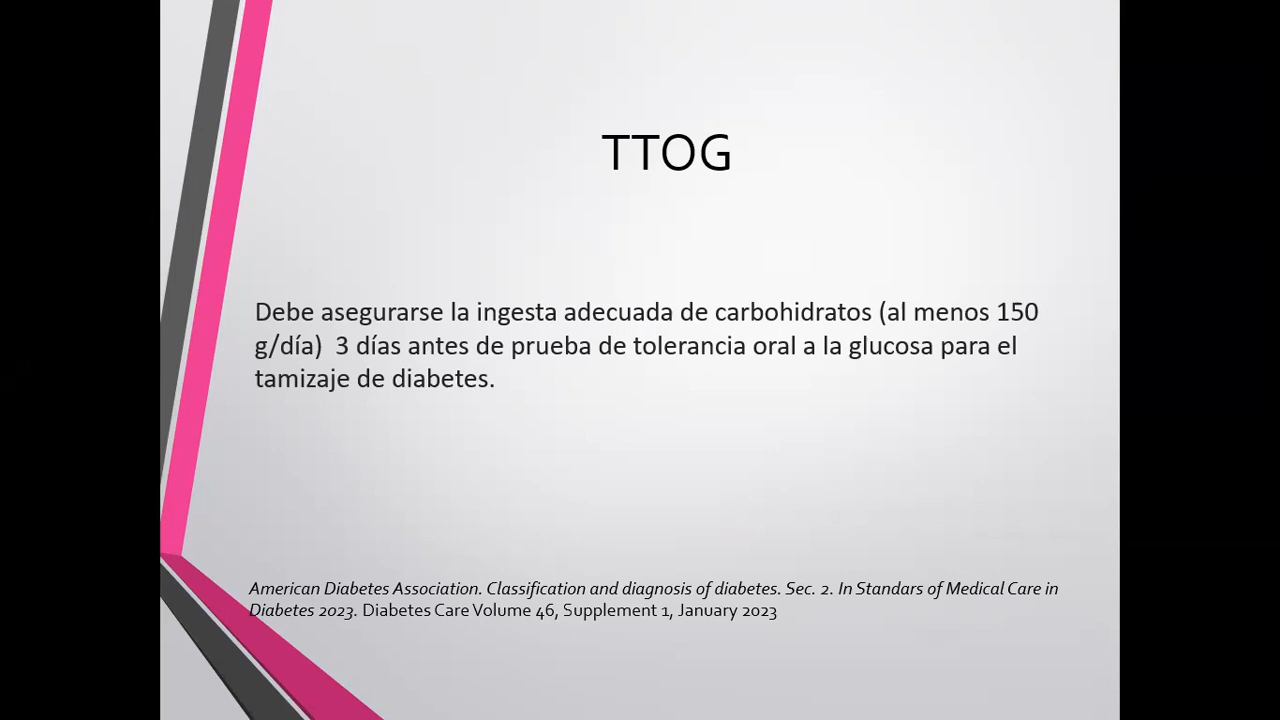 TTOG
Debe asegurarse la ingesta adecuada de carbohidratos (al menos 150
g/día)  3 días antes de prueba de tolerancia oral a la glucosa para el
tamizaje de diabetes.
American Diabetes Association. Classification and diagnosis of diabetes. Sec. 2. In Standars of Medical Care in
Diabetes 2023. Diabetes Care Volume 46, Supplement 1, January 2023